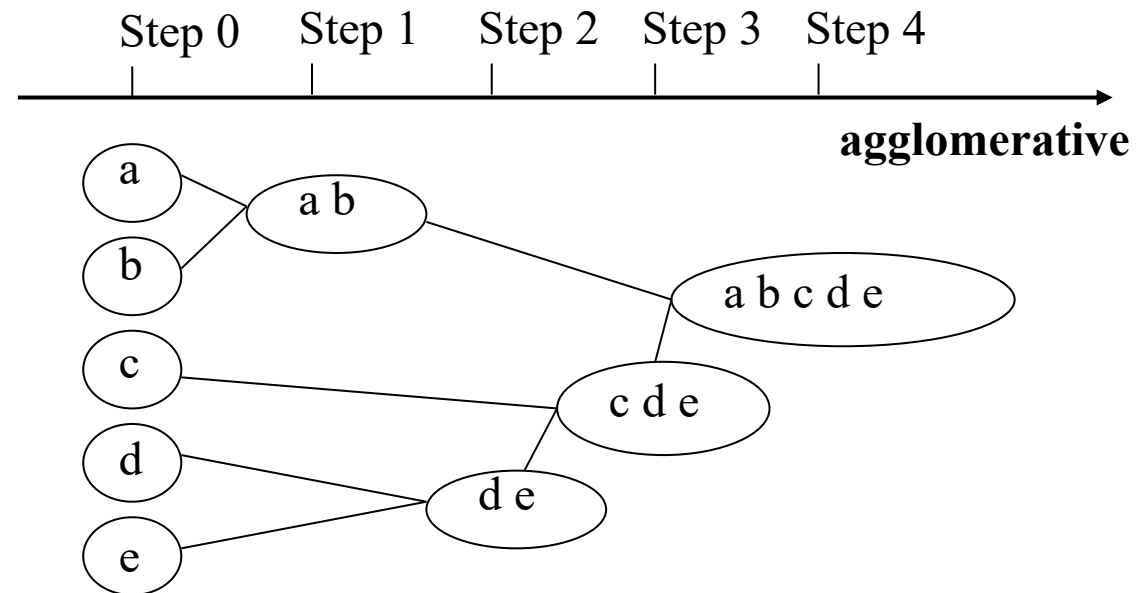 Step 0 Step 1 Step 2 Step 3 Step 4
agglomerative
a
a b
b
a b c d e
c
c d e
d
d e
e